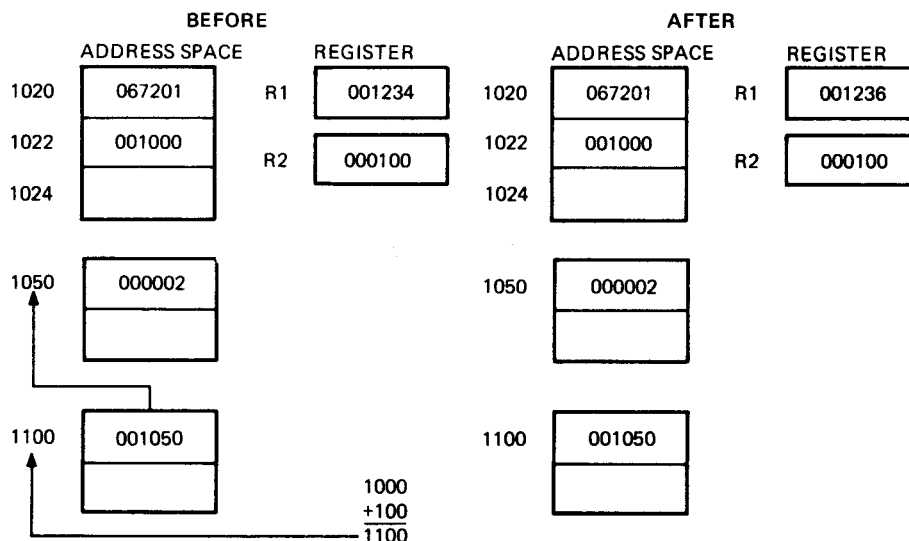 BEFORE
ADDRESS SPACE REGISTER
1020 067201 R1 001234
1022 001000 R2 000100
1024
1050 000002
1100 001050
1000
+100
1100
AFTER
ADDRESS SPACE REGISTER
1020 067201 R1 001236
1022 001000 R2 000100
1024
1050 000002
1100 001050